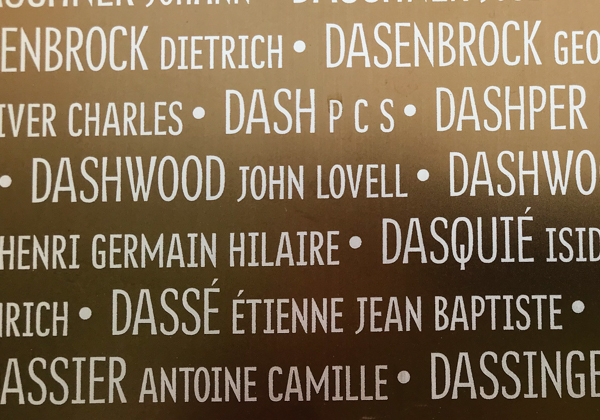 ENBROCK DIETRICH • DASENBROCK GEO
IVER CHARLES • DASH P C S • DASHPER
• DASHWOOD JOHN LOVELL • DASHWO
HENRI GERMAIN HILAIRE • DASQUIÉ ISID
RICH • DASSÉ ÉTIENNE JEAN BAPTISTE •
ASSIER ANTOINE CAMILLE • DASSINGE